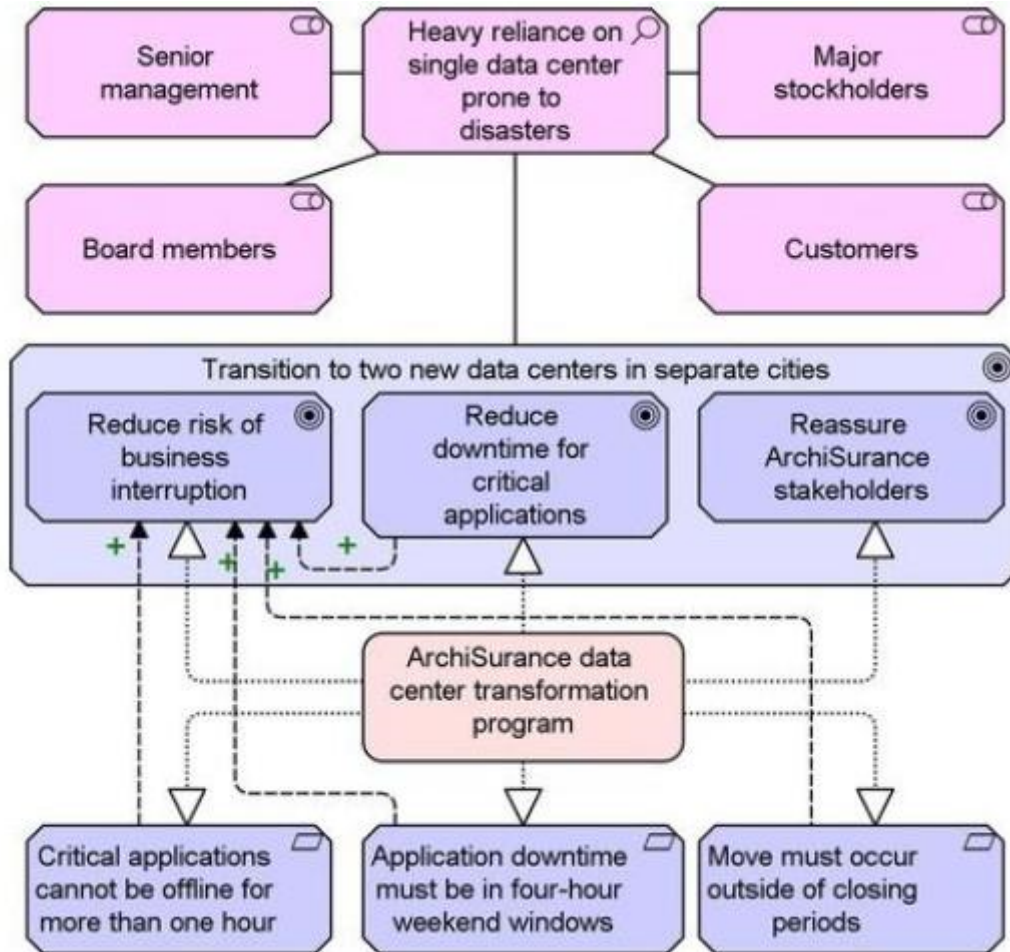 Senior
management
Heavy reliance on
single data center
prone to
disasters
Major
stockholders
Board members
Customers
Transition to two new data centers in separate cities
Reduce risk of
business
interruption
Reduce
downtime for
critical
applications
Reassure
ArchiSurance
stakeholders
+
+
+
+
ArchiSurance data
center transformation
program
Critical applications
cannot be offline for
more than one hour
Application downtime
must be in four-hour
weekend windows
Move must occur
outside of closing
periods